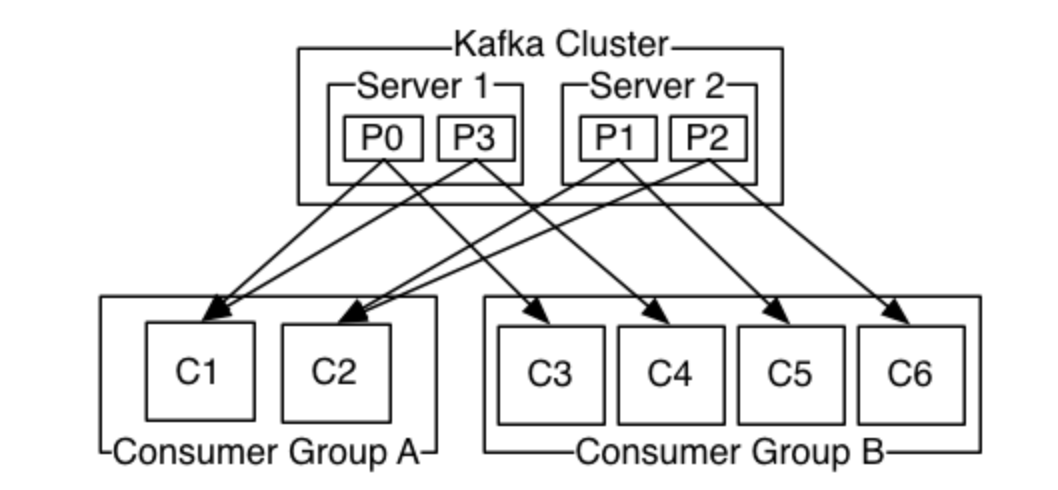 Kafka Cluster
Server 1
Server 2
P0
P3
P1
P2
C1
C2
C3
C4
C5
C6
Consumer Group A
Consumer Group B